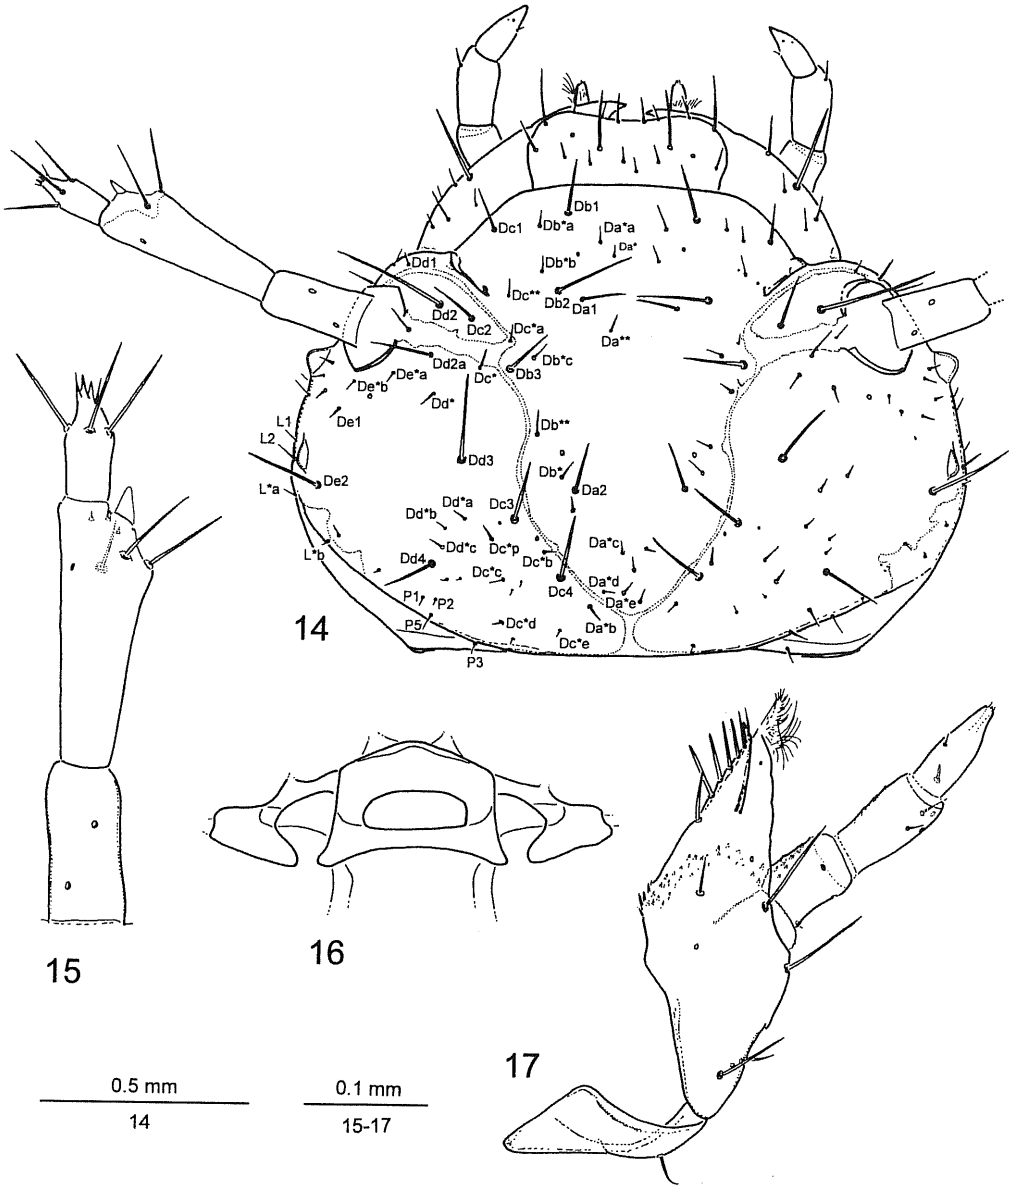 Db1
Dc1
Db*a
Da*a
Da*
Dd1
Db*b
Dc**
Db2
Da1
Dd2
Dc2
Dc*a
Da**
Dd2a
Db*c
De*b
De*a
Dc*
Db3
Dd*
De1
L1
Db**
L2
Dd3
Db*
De2
Da2
L*a
Dd*a
Dc3
Dd*b
Da*c
L*b
Dd*c
Dc*p
Dc*b
Dd4
Dc*c
Dc4
Da*d
P1
P2
Da*e
P5
Dc*d
Da*b
Dc*e
P3
14
15
16
17
0.5 mm
14
0.1 mm
15-17